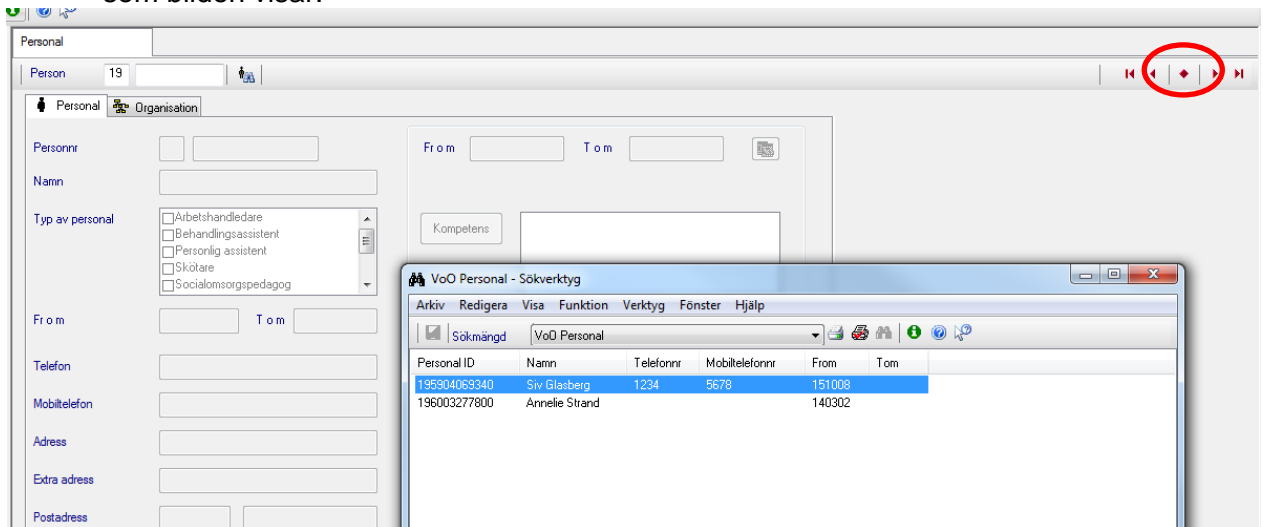 som bilden visar.
Personal
Person 19
Personal Organisation
Personnr
From Tom
Namn
Typ av personal
Arbetshandledare
Behandlingsassistent
Personlig assistent
Skötare
Socialomsorgspedagog
Kompetens
From Tom
Telefon
Mobiltelefon
Adress
Extra adress
Postadress
VoO Personal - Sökverktyg
Arkiv Redigera Visa Funktion Verktyg Fönster Hjälp
Sökmängd VoO Personal
Personal ID Namn Telefonnr Mobiltelefonnr From Tom
195904069340 Siv Glasberg 1234 5678 151008
196003277800 Annelie Strand 140302